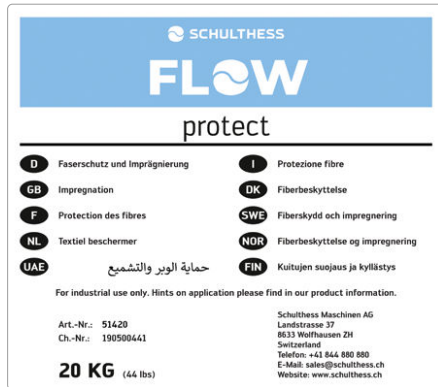 SCHULTHESS
FLOW
protect
D Faserschutz und Imprägnierung
GB Impregnation
F Protection des fibres
NL Textiel beschermer
UAE حماية الوبر والتشميع
I Protezione fibre
DK Fiberbeskyttelse
SWE Fiberskydd och impregnering
NOR Fiberbeskyttelse og impregnering
FIN Kuitujen suojaus ja kyllästys
For industrial use only. Hints on application please find in our product information.
Art.-Nr.: 51420
Ch.-Nr.: 190500441
20 KG (44 lbs)
Schulthess Maschinen AG
Landstrasse 37
8633 Wolfhausen ZH
Switzerland
Telefon: +41 844 880 880
E-Mail: sales@schulthess.ch
Website: www.schulthess.ch